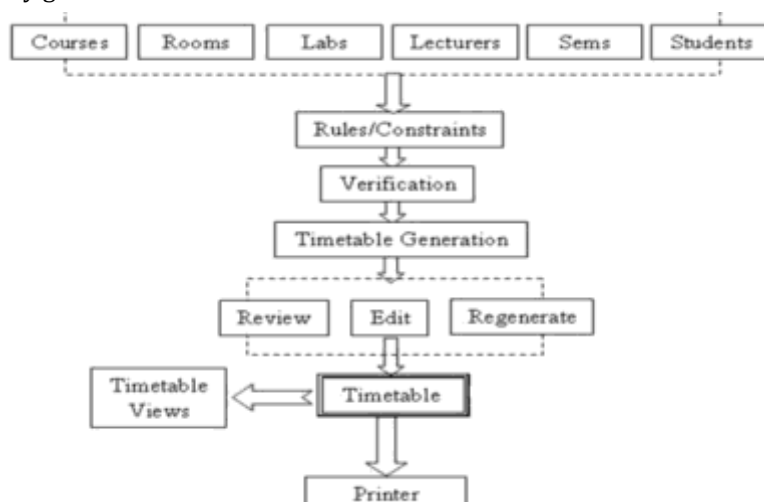 Courses Rooms Labs Lecturers Sems Students
Rules/Constraints
Verification
Timetable Generation
Review Edit Regenerate
Timetable
Views
Timetable
Printer